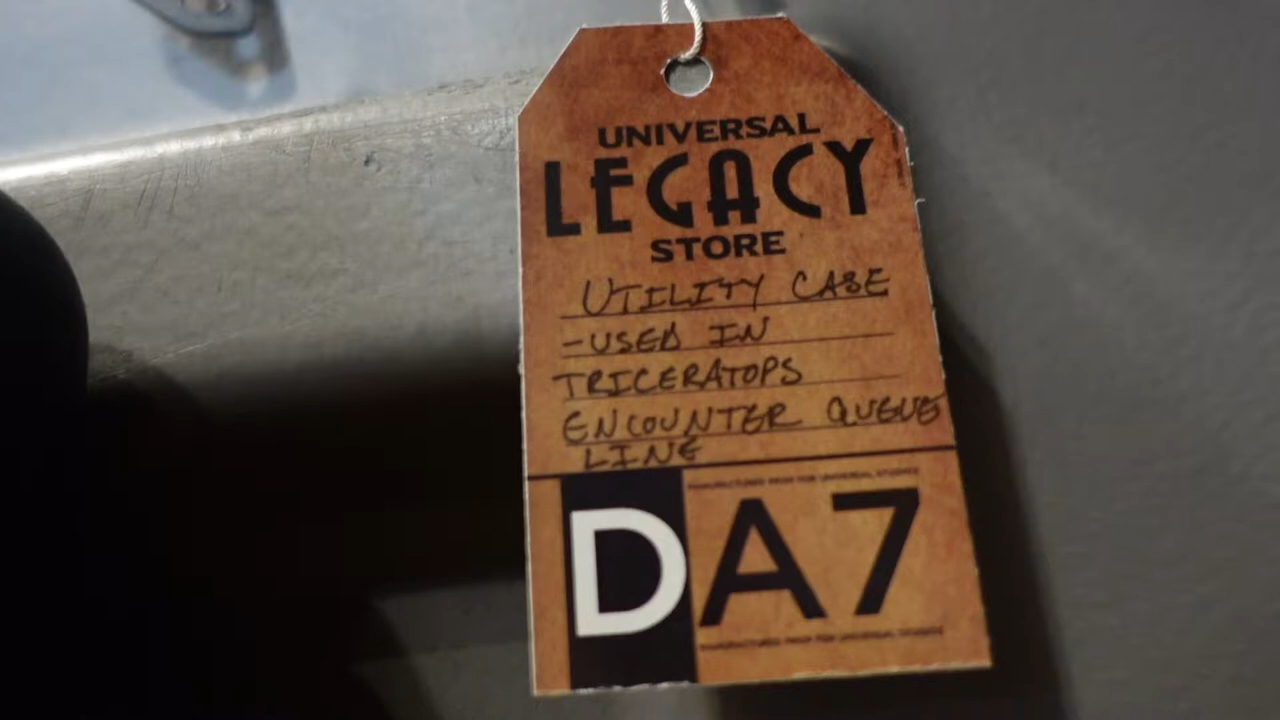 UNIVERSAL
LEGACY
STORE
UTILITY CASE
-USED IN
TRICERATOPS
ENCOUNTER QUEUE
LINE
DA7